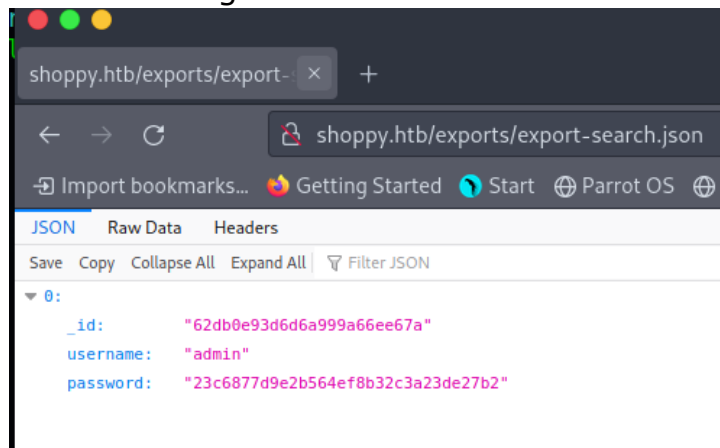 shoppy.htb/exports/export-
shoppy.htb/exports/export-search.json
Import bookmarks... Getting Started Start Parrot OS
JSON Raw Data Headers
Save Copy Collapse All Expand All Filter JSON
0:
_id: "62db0e93d6d6a999a66ee67a"
username: "admin"
password: "23c6877d9e2b564ef8b32c3a23de27b2"